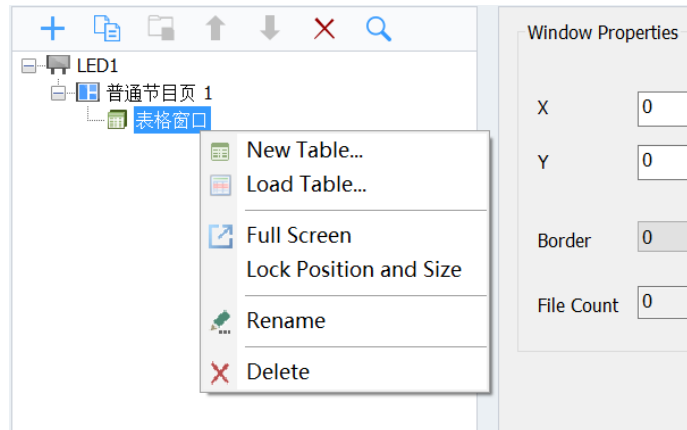 Window Properties
LED1
普通节目页 1
表格窗口
X 0
Y 0
Border 0
File Count 0
New Table...
Load Table...
Full Screen
Lock Position and Size
Rename
Delete